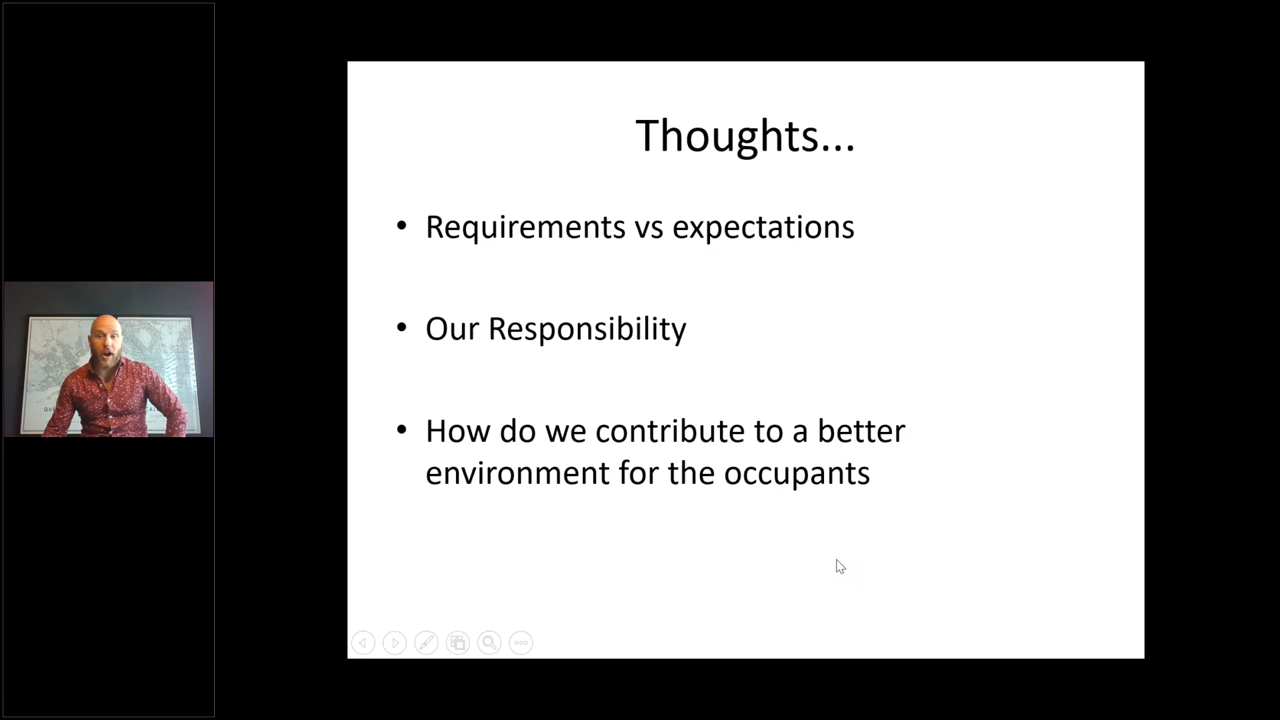 Thoughts...
• Requirements vs expectations
• Our Responsibility
• How do we contribute to a better
environment for the occupants